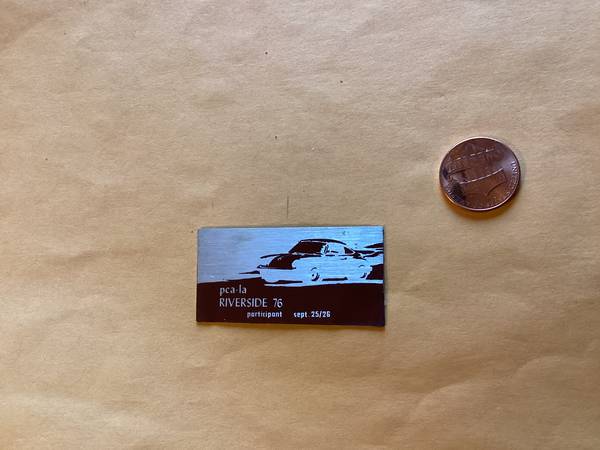 pca-la
RIVERSIDE 76
participant sept. 25/26